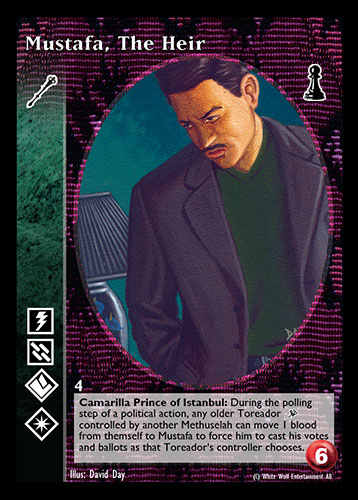 Mustafa, The Heir
4
Camarilla Prince of Istanbul: During the polling
step of a political action, any older Toreador
controlled by another Methuselah can move 1 blood
from themself to Mustafa to force him to cast his votes
and ballots as that Toreador's controller chooses.
6
Illus: David Day
(C) White Wolf Entertainment AB